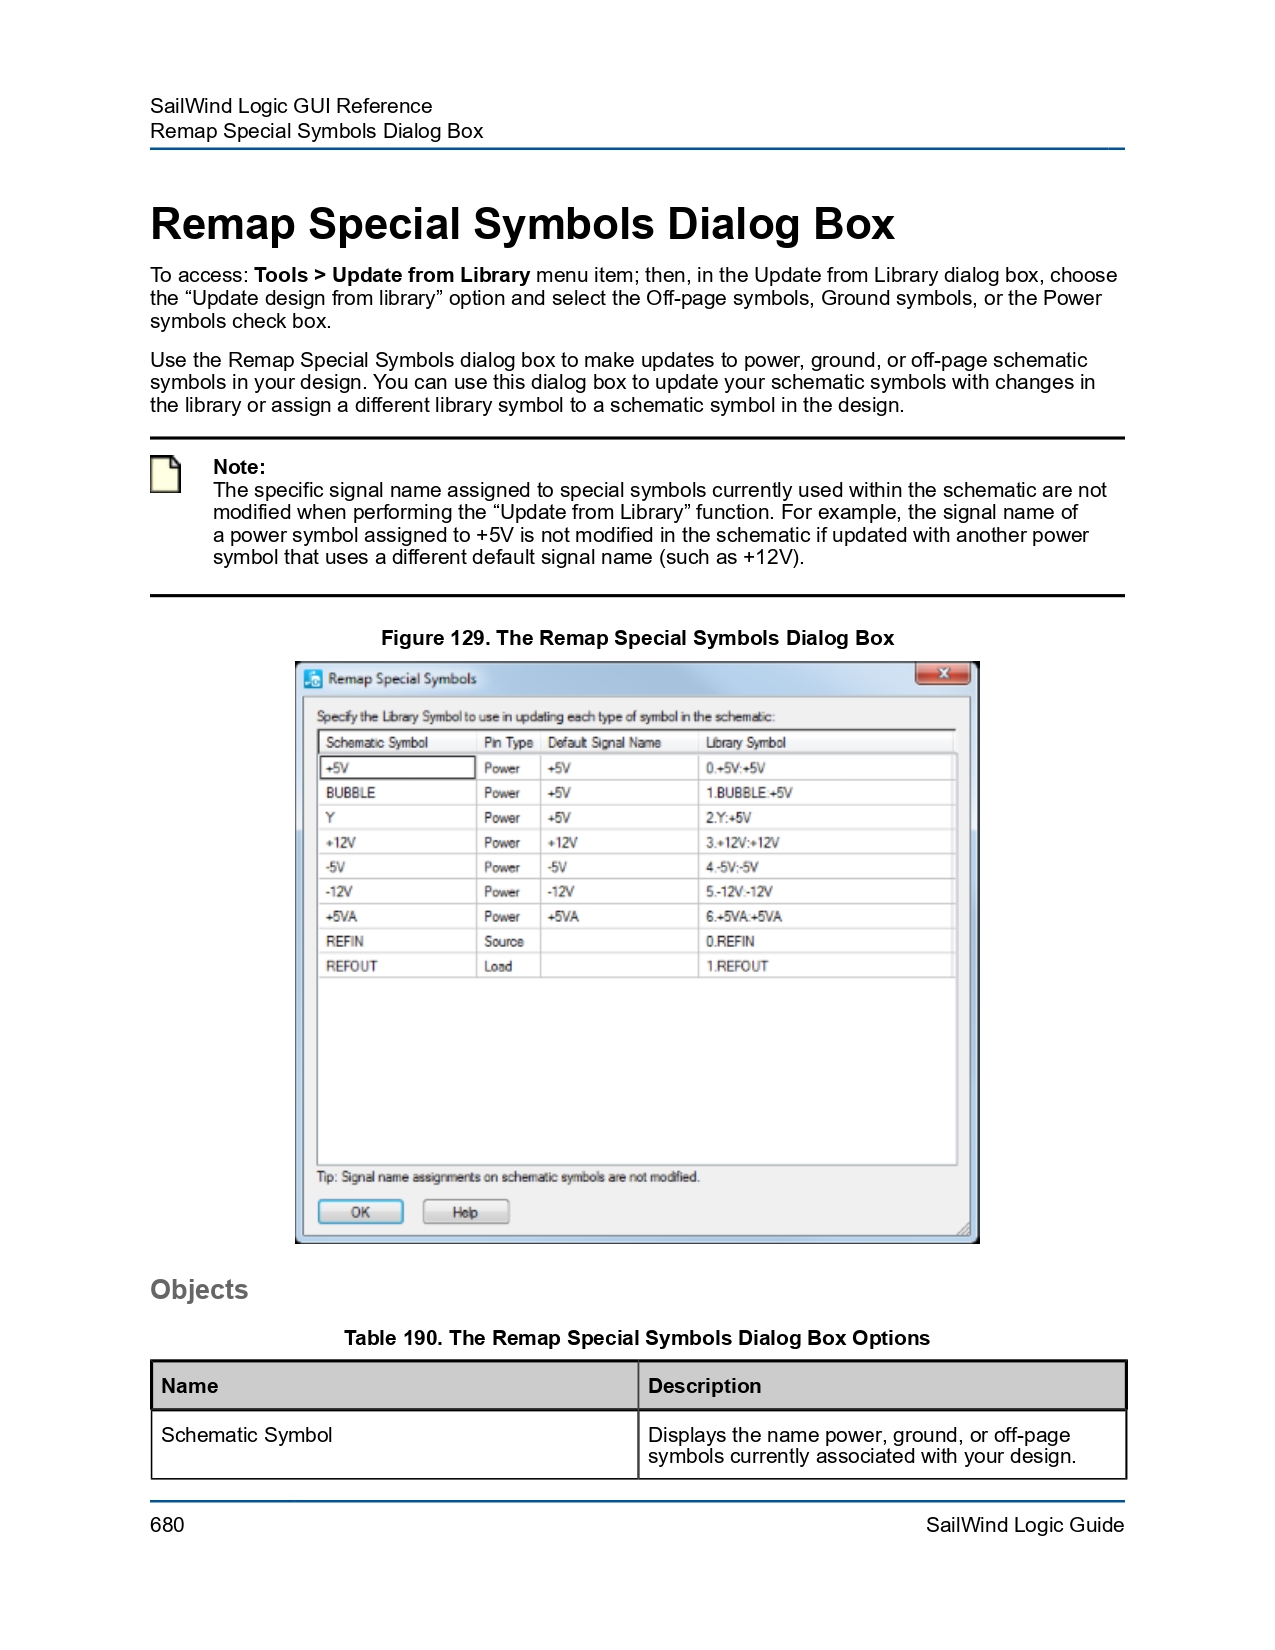 SailWind Logic GUI Reference
Remap Special Symbols Dialog Box
Remap Special Symbols Dialog Box
To access: Tools > Update from Library menu item; then, in the Update from Library dialog box, choose
the “Update design from library” option and select the Off-page symbols, Ground symbols, or the Power
symbols check box.
Use the Remap Special Symbols dialog box to make updates to power, ground, or off-page schematic
symbols in your design. You can use this dialog box to update your schematic symbols with changes in
the library or assign a different library symbol to a schematic symbol in the design.
Note:
The specific signal name assigned to special symbols currently used within the schematic are not
modified when performing the “Update from Library” function. For example, the signal name of
a power symbol assigned to +5V is not modified in the schematic if updated with another power
symbol that uses a different default signal name (such as +12V).
Figure 129. The Remap Special Symbols Dialog Box
Remap Special Symbols
X
Specify the Library Symbol to use in updating each type of symbol in the schematic:
Schematic Symbol Pin Type Default Signal Name Library Symbol
+5V Power +5V 0.+5V:+5V
BUBBLE Power +5V 1.BUBBLE:+5V
Y Power +5V 2.Y:+5V
+12V Power +12V 3.+12V:+12V
-5V Power -5V 4.-5V:-5V
-12V Power -12V 5.-12V:-12V
+5VA Power +5VA 6.+5VA:+5VA
REFIN Source 0.REFIN
REFOUT Load 1.REFOUT
Tip: Signal name assignments on schematic symbols are not modified.
OK Help
Objects
Table 190. The Remap Special Symbols Dialog Box Options
Name Description
Schematic Symbol Displays the name power, ground, or off-page
symbols currently associated with your design.
680 SailWind Logic Guide